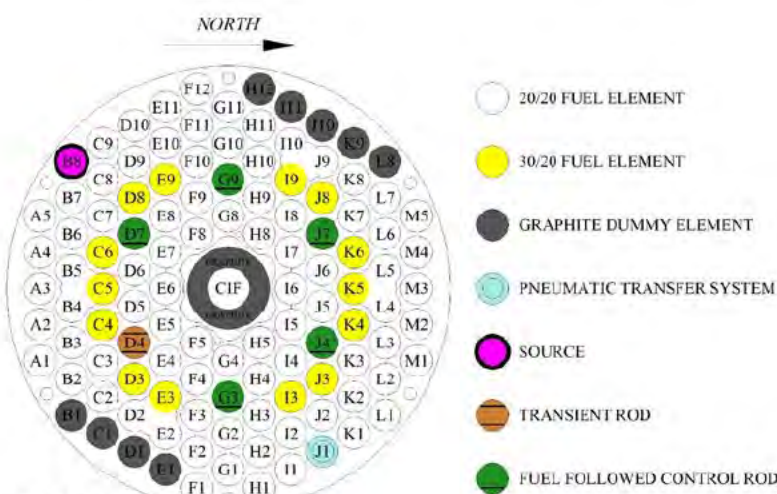 NORTH
F12 H12
E11 G11 I11
D10 F11 H11 J10
C9 E10 G10 I10 K9
B8 D9 F10 H10 J9 L8
C8 E9 G9 I9 K8
B7 D8 F9 H9 J8 L7
A5 C7 E8 G8 I8 K7 M5
B6 D7 F8 H8 J7 L6
A4 C6 E7 I7 K6 M4
GRAPHITE
B5 D6 J6 L5
A3 C5 E6 CIF I6 K5 M3
B4 D5 J5 L4
GRAPHITE
A2 C4 E5 I5 K4 M2
B3 D4 F5 H5 J4 L3
A1 C3 E4 G4 I4 K3 M1
B2 D3 F4 H4 J3 L2
C2 E3 G3 I3 K2
B1 D2 F3 H3 J2 L1
C1 E2 G2 I2 K1
D1 F2 H2 J1
E1 G1 I1
F1 H1
20/20 FUEL ELEMENT
30/20 FUEL ELEMENT
GRAPHITE DUMMY ELEMENT
PNEUMATIC TRANSFER SYSTEM
SOURCE
TRANSIENT ROD
FUEL FOLLOWED CONTROL ROD